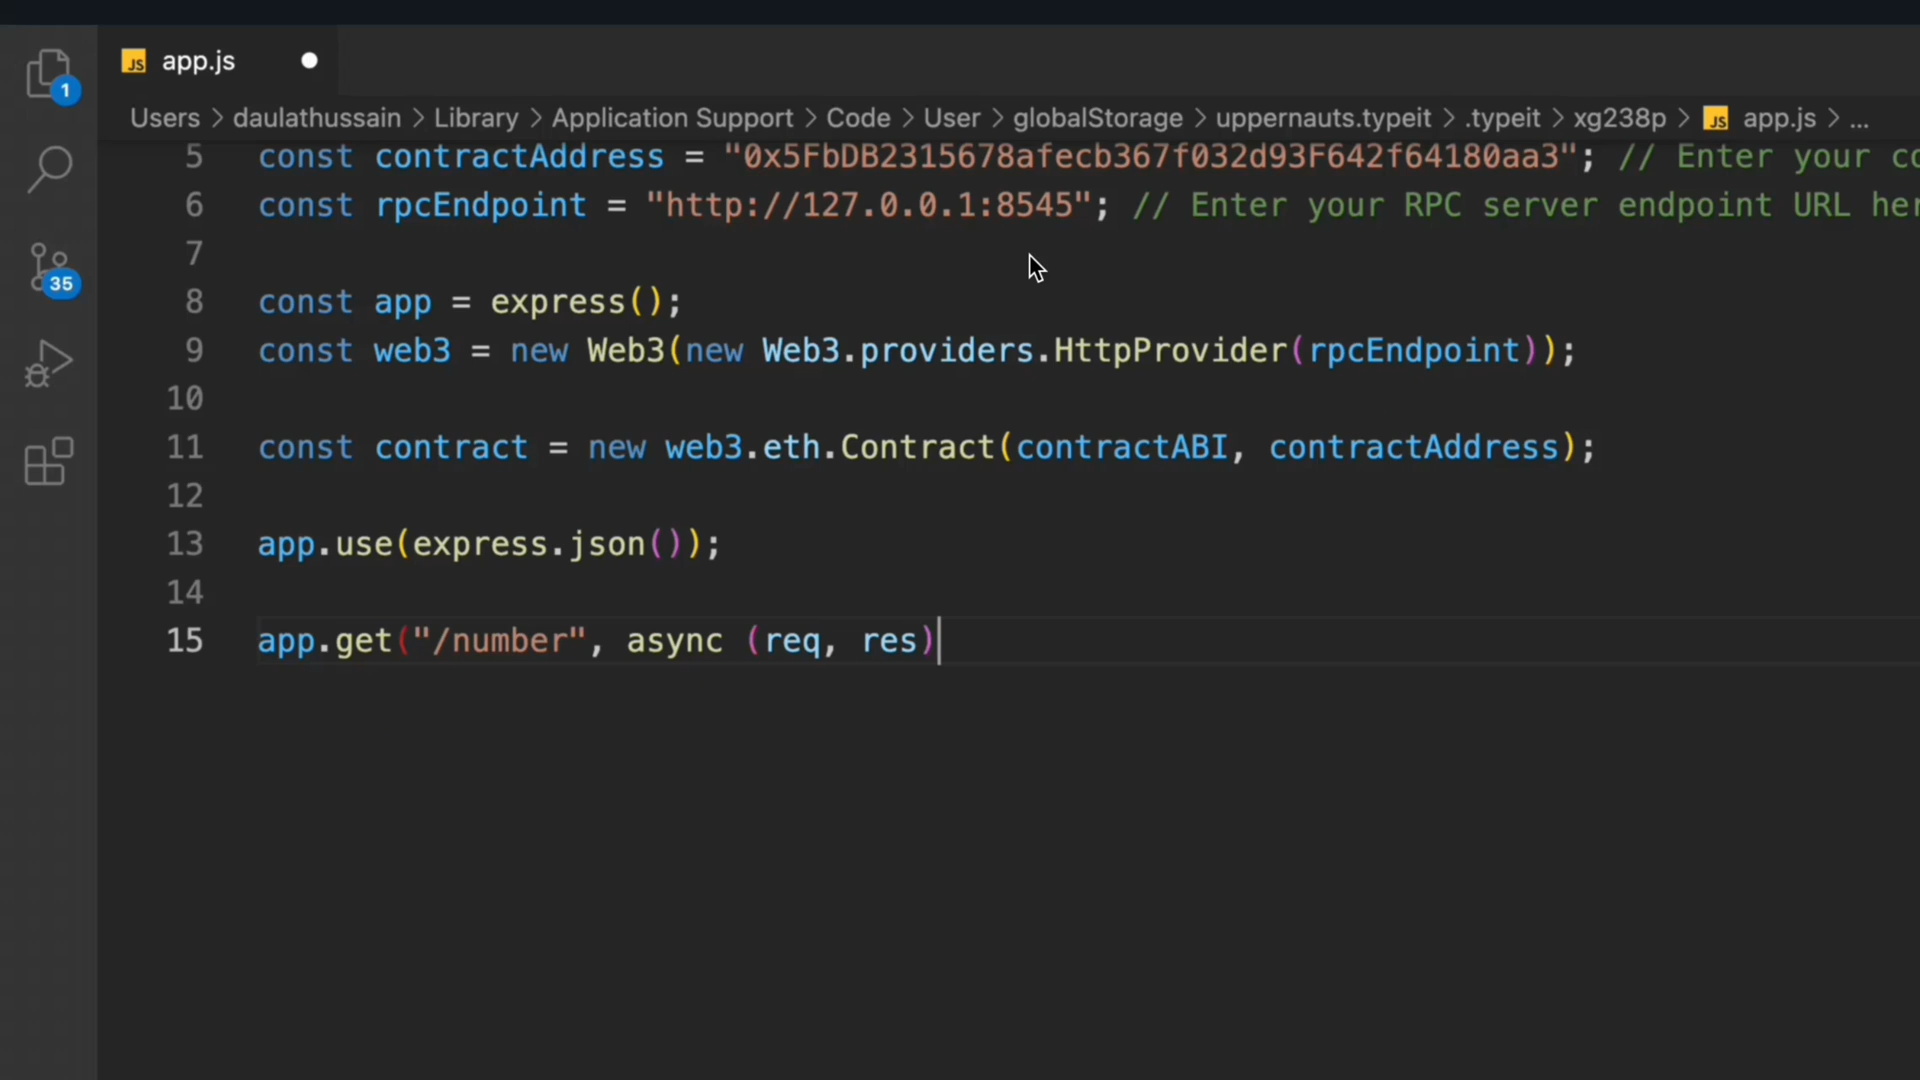 JS app.js
1
Users > daulathussain > Library > Application Support > Code > User > globalStorage > uppernauts.typeit > .typeit > xg238p > JS app.js > ...
5 const contractAddress = "0x5FbDB2315678afecb367f032d93F642f64180aa3"; // Enter your co
6 const rpcEndpoint = "http://127.0.0.1:8545"; // Enter your RPC server endpoint URL her
7
35
8 const app = express();
9 const web3 = new Web3(new Web3.providers.HttpProvider(rpcEndpoint));
10
11 const contract = new web3.eth.Contract(contractABI, contractAddress);
12
13 app.use(express.json());
14
15 app.get("/number", async (req, res)